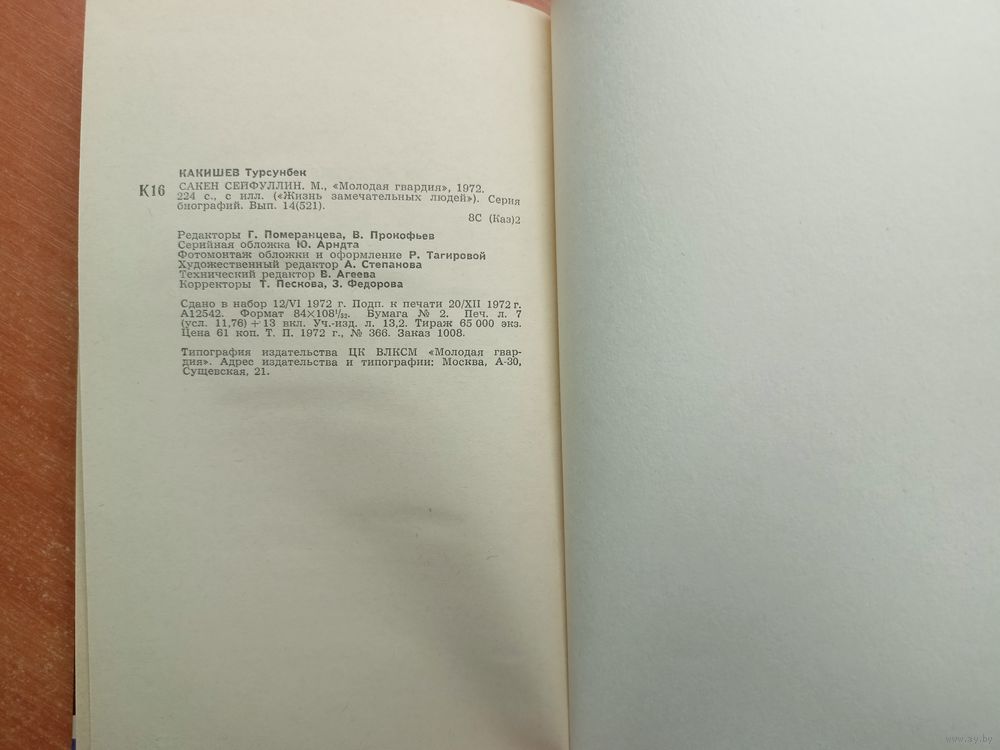 КАКИШЕВ Турсунбек
К16 САКЕН СЕЙФУЛЛИН. М., «Молодая гвардия», 1972.
224 с., с илл. («Жизнь замечательных людей»). Серия
биографий. Вып. 14(521).
8С (Каз)2
Редакторы Г. Померанцева, В. Прокофьев
Серийная обложка Ю. Арндта
Фотомонтаж обложки и оформление Р. Тагировой
Художественный редактор А. Степанова
Технический редактор В. Агеева
Корректоры Т. Пескова, З. Федорова
Сдано в набор 12/VI 1972 г. Подп. к печати 20/XII 1972 г.
А12542. Формат 84×108¹/₃₂. Бумага № 2. Печ. л. 7
(усл. 11,76) + 13 вкл. Уч.-изд. л. 13,2. Тираж 65 000 экз.
Цена 61 коп. Т. П. 1972 г., № 366. Заказ 1008.
Типография издательства ЦК ВЛКСМ «Молодая гвар-
дия». Адрес издательства и типографии: Москва, А-30,
Сущевская, 21.
www.ay.by